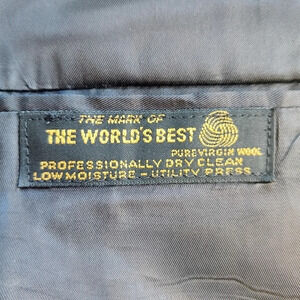 THE MARK OF
THE WORLD'S BEST
PURE VIRGIN WOOL
PROFESSIONALLY DRY CLEAN
LOW MOISTURE - UTILITY PRESS